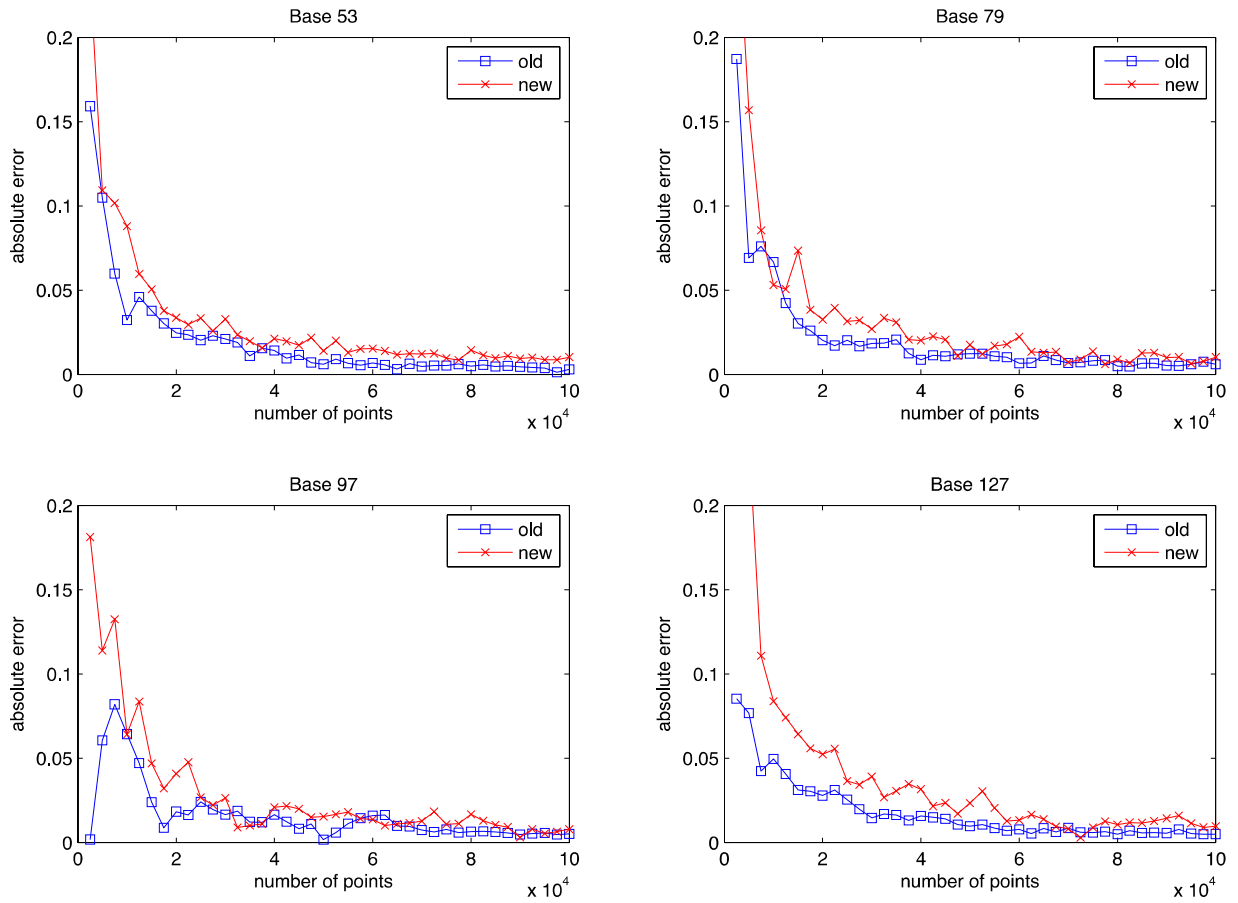 Base 53
0.2
0.15
0.1
0.05
0
absolute error
old
new
0 2 4 6 8 10
number of points
x 10^4
Base 79
0.2
0.15
0.1
0.05
0
absolute error
old
new
0 2 4 6 8 10
number of points
x 10^4
Base 97
0.2
0.15
0.1
0.05
0
absolute error
old
new
0 2 4 6 8 10
number of points
x 10^4
Base 127
0.2
0.15
0.1
0.05
0
absolute error
old
new
0 2 4 6 8 10
number of points
x 10^4